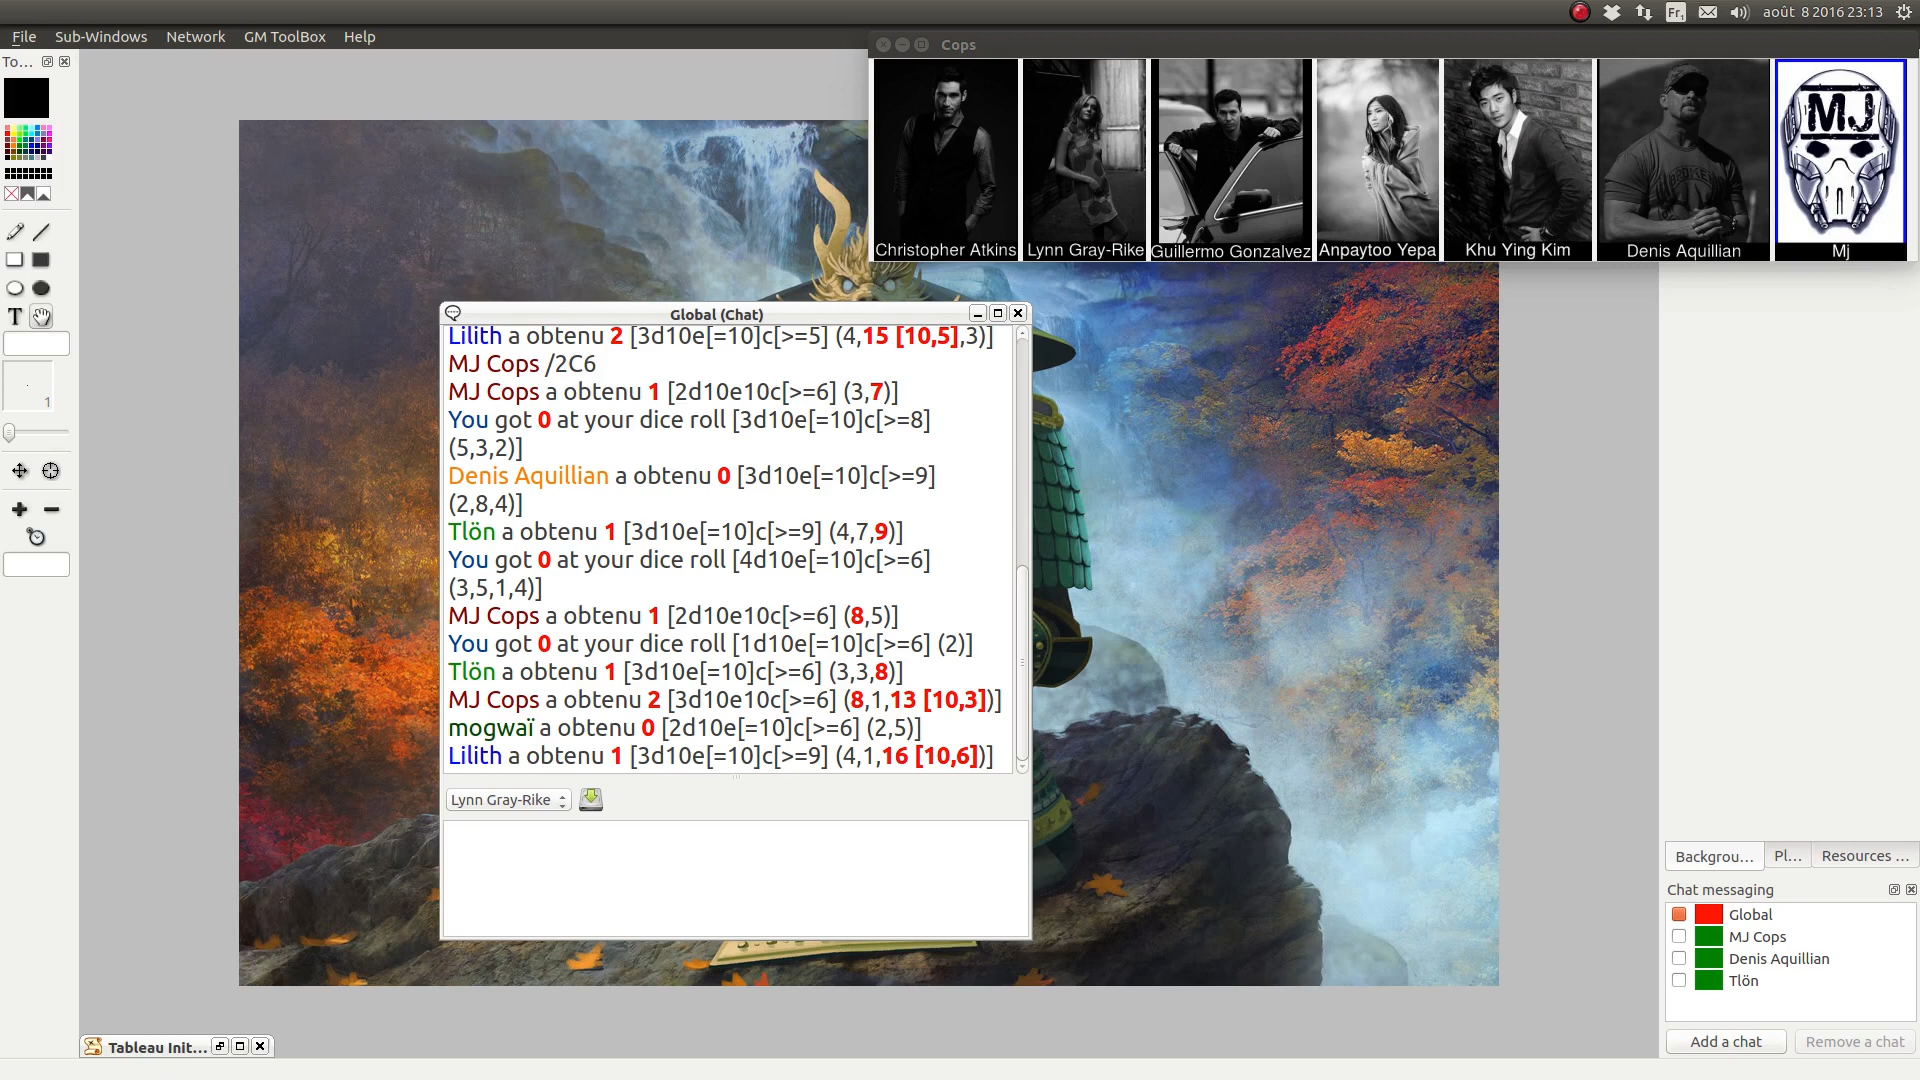 Fr₁ août 8 2016 23:13
File Sub-Windows Network GM ToolBox Help
To...
Cops
Christopher Atkins
Lynn Gray-Rike
Guillermo Gonzalvez
Anpaytoo Yepa
Khu Ying Kim
Denis Aquillian
MJ
Mj
T
1
Global (Chat)
Lilith a obtenu 2 [3d10e[=10]c[>=5] (4,15 [10,5],3)]
MJ Cops /2C6
MJ Cops a obtenu 1 [2d10e10c[>=6] (3,7)]
You got 0 at your dice roll [3d10e[=10]c[>=8]
(5,3,2)]
Denis Aquillian a obtenu 0 [3d10e[=10]c[>=9]
(2,8,4)]
Tlön a obtenu 1 [3d10e[=10]c[>=9] (4,7,9)]
You got 0 at your dice roll [4d10e[=10]c[>=6]
(3,5,1,4)]
MJ Cops a obtenu 1 [2d10e10c[>=6] (8,5)]
You got 0 at your dice roll [1d10e[=10]c[>=6] (2)]
Tlön a obtenu 1 [3d10e[=10]c[>=6] (3,3,8)]
MJ Cops a obtenu 2 [3d10e10c[>=6] (8,1,13 [10,3])]
mogwaï a obtenu 0 [2d10e[=10]c[>=6] (2,5)]
Lilith a obtenu 1 [3d10e[=10]c[>=9] (4,1,16 [10,6])]
Lynn Gray-Rike
Backgrou... Pl... Resources ...
Chat messaging
Global
MJ Cops
Denis Aquillian
Tlön
Add a chat Remove a chat
Tableau Init...